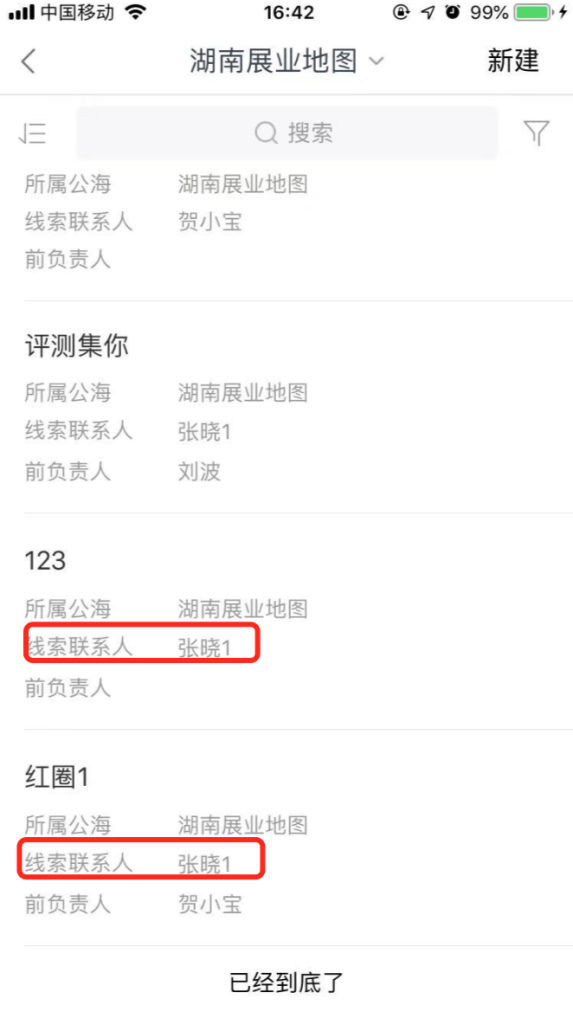 中国移动 16:42 99%
湖南展业地图 新建
搜索
所属公海 湖南展业地图
线索联系人 贺小宝
前负责人
评测集你
所属公海 湖南展业地图
线索联系人 张晓1
前负责人 刘波
123
所属公海 湖南展业地图
线索联系人 张晓1
前负责人
红圈1
所属公海 湖南展业地图
线索联系人 张晓1
前负责人 贺小宝
已经到底了